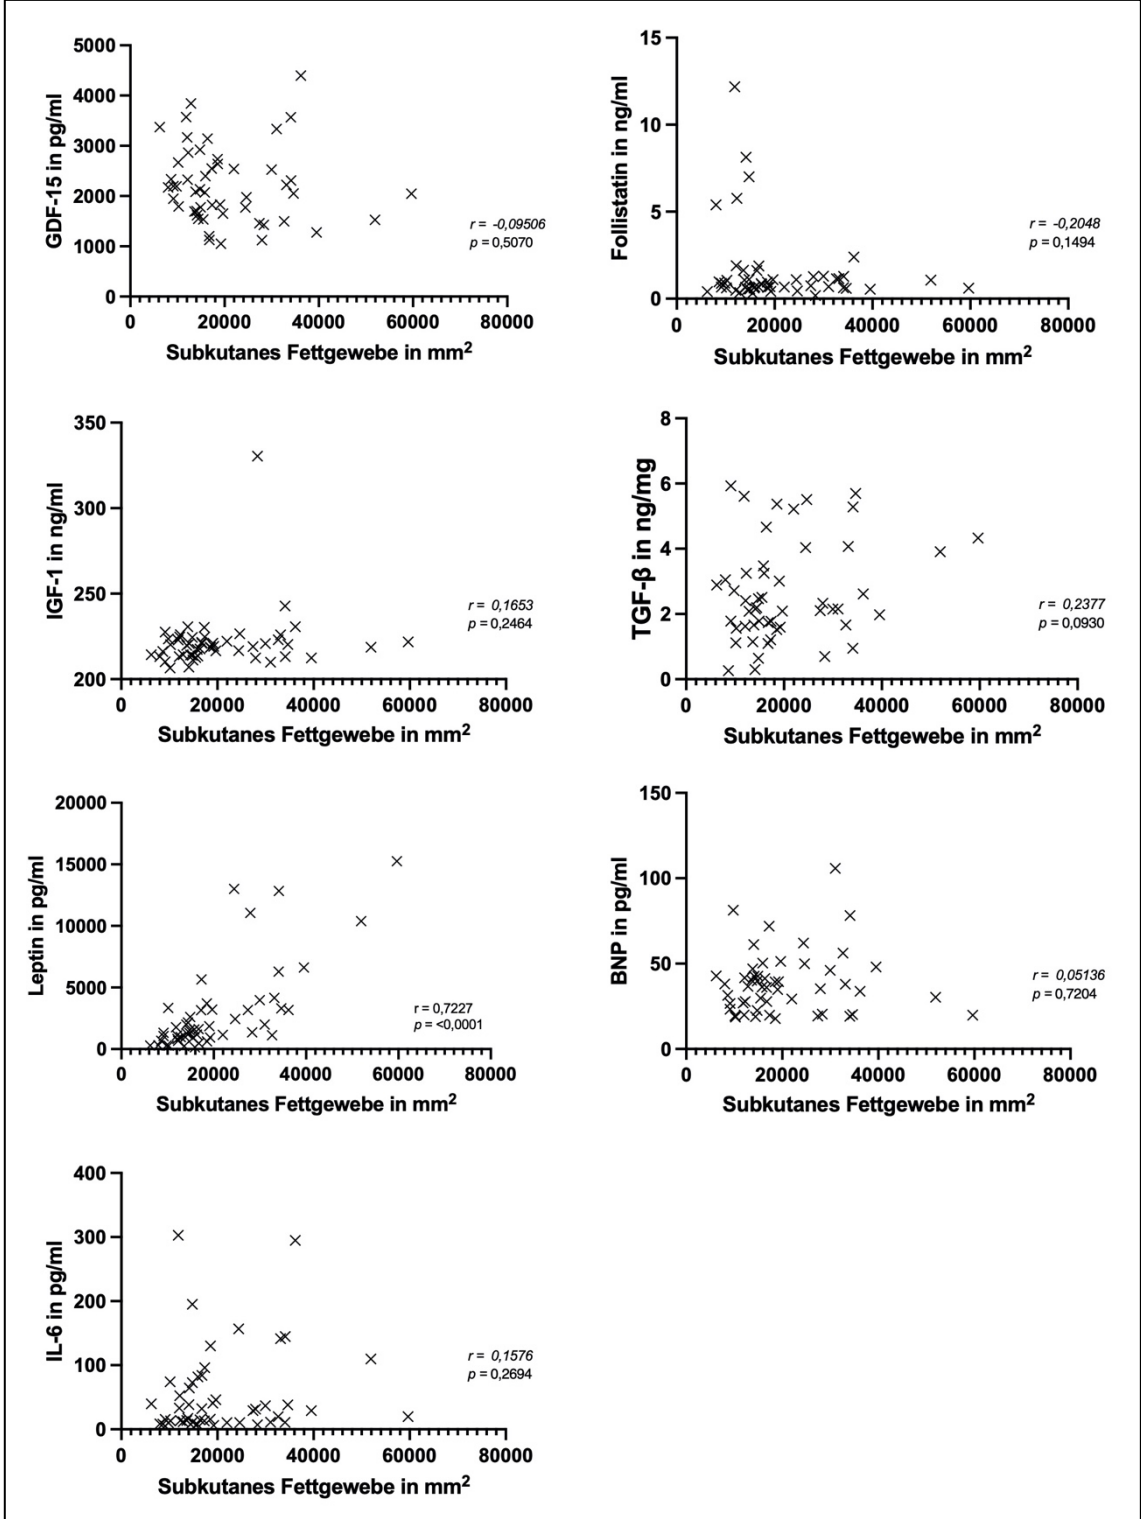 5000
4000
3000
2000
1000
0
GDF-15 in pg/ml
r = -0,09506
p = 0,5070
0 20000 40000 60000 80000
Subkutanes Fettgewebe in mm²
15
10
5
0
Follistatin in ng/ml
r = -0,2048
p = 0,1494
0 20000 40000 60000 80000
Subkutanes Fettgewebe in mm²
350
300
250
200
IGF-1 in ng/ml
r = 0,1653
p = 0,2464
0 20000 40000 60000 80000
Subkutanes Fettgewebe in mm²
8
6
4
2
0
TGF-β in ng/mg
r = 0,2377
p = 0,0930
0 20000 40000 60000 80000
Subkutanes Fettgewebe in mm²
20000
15000
10000
5000
0
Leptin in pg/ml
r = 0,7227
p = <0,0001
0 20000 40000 60000 80000
Subkutanes Fettgewebe in mm²
150
100
50
0
BNP in pg/ml
r = 0,05136
p = 0,7204
0 20000 40000 60000 80000
Subkutanes Fettgewebe in mm²
400
300
200
100
0
IL-6 in pg/ml
r = 0,1576
p = 0,2694
0 20000 40000 60000 80000
Subkutanes Fettgewebe in mm²